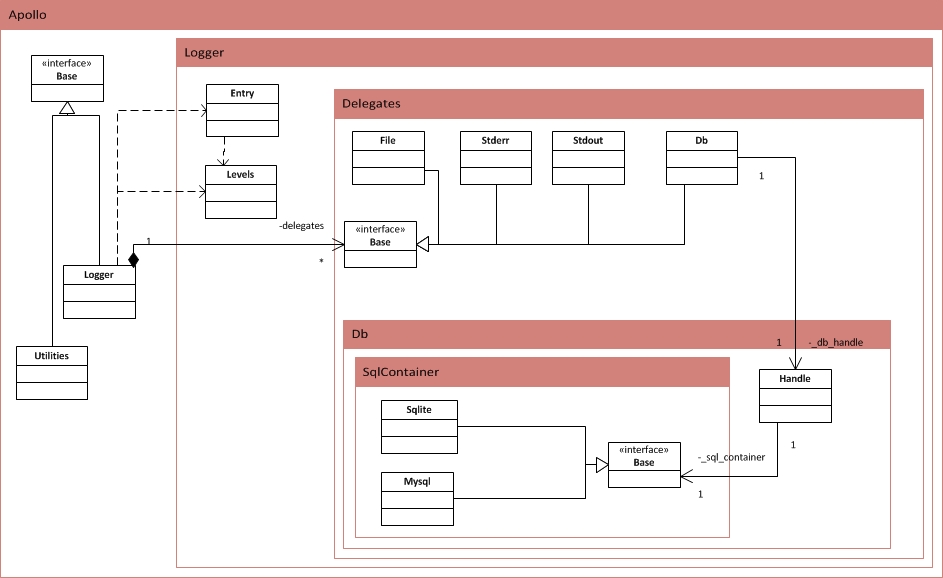 Apollo
Logger
«interface»
Base
Entry
Delegates
File
Stderr
Stdout
Db
Levels
1
-delegates
«interface»
Base
1
*
Logger
Db
1
-_db_handle
Utilities
SqlContainer
Handle
Sqlite
«interface»
Base
1
-_sql_container
Mysql
1